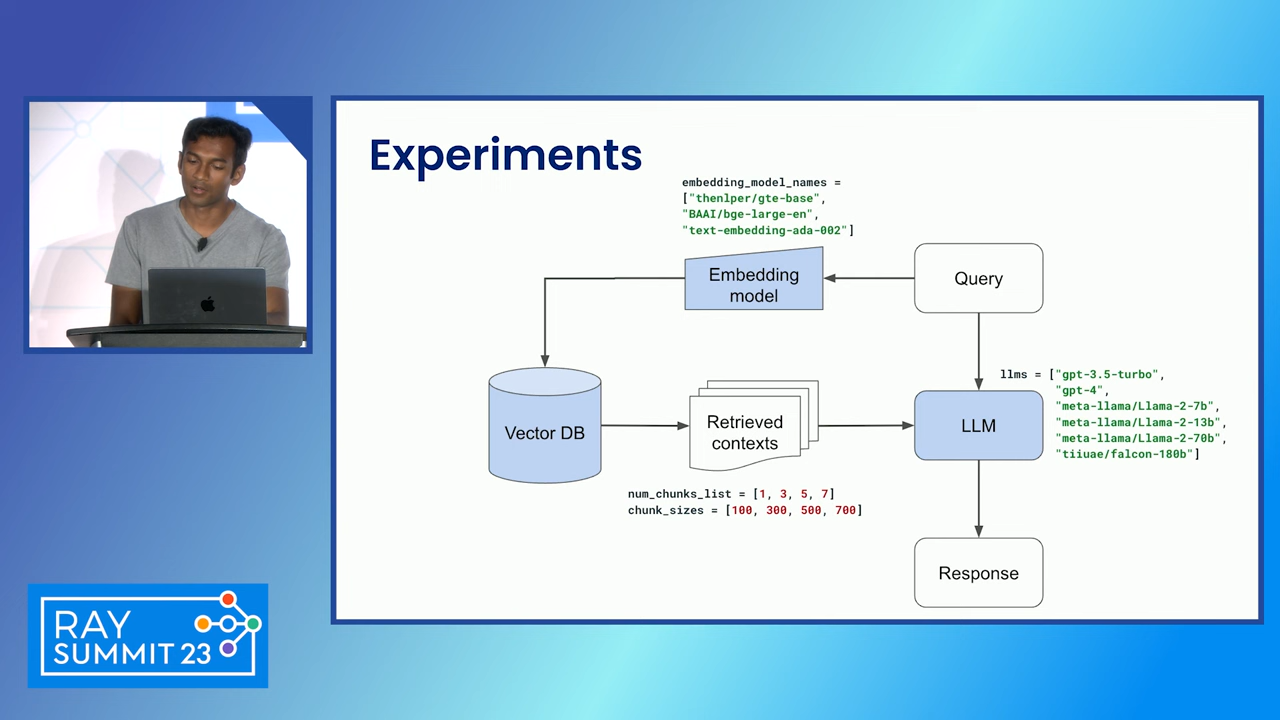 Experiments
embedding_model_names =
["thenlper/gte-base",
"BAAI/bge-large-en",
"text-embedding-ada-002"]
Embedding
model
Query
llms = ["gpt-3.5-turbo",
"gpt-4",
"meta-llama/Llama-2-7b",
"meta-llama/Llama-2-13b",
"meta-llama/Llama-2-70b",
"tiiuae/falcon-180b"]
Vector DB
Retrieved
contexts
LLM
num_chunks_list = [1, 3, 5, 7]
chunk_sizes = [100, 300, 500, 700]
Response
RAY
SUMMIT 23